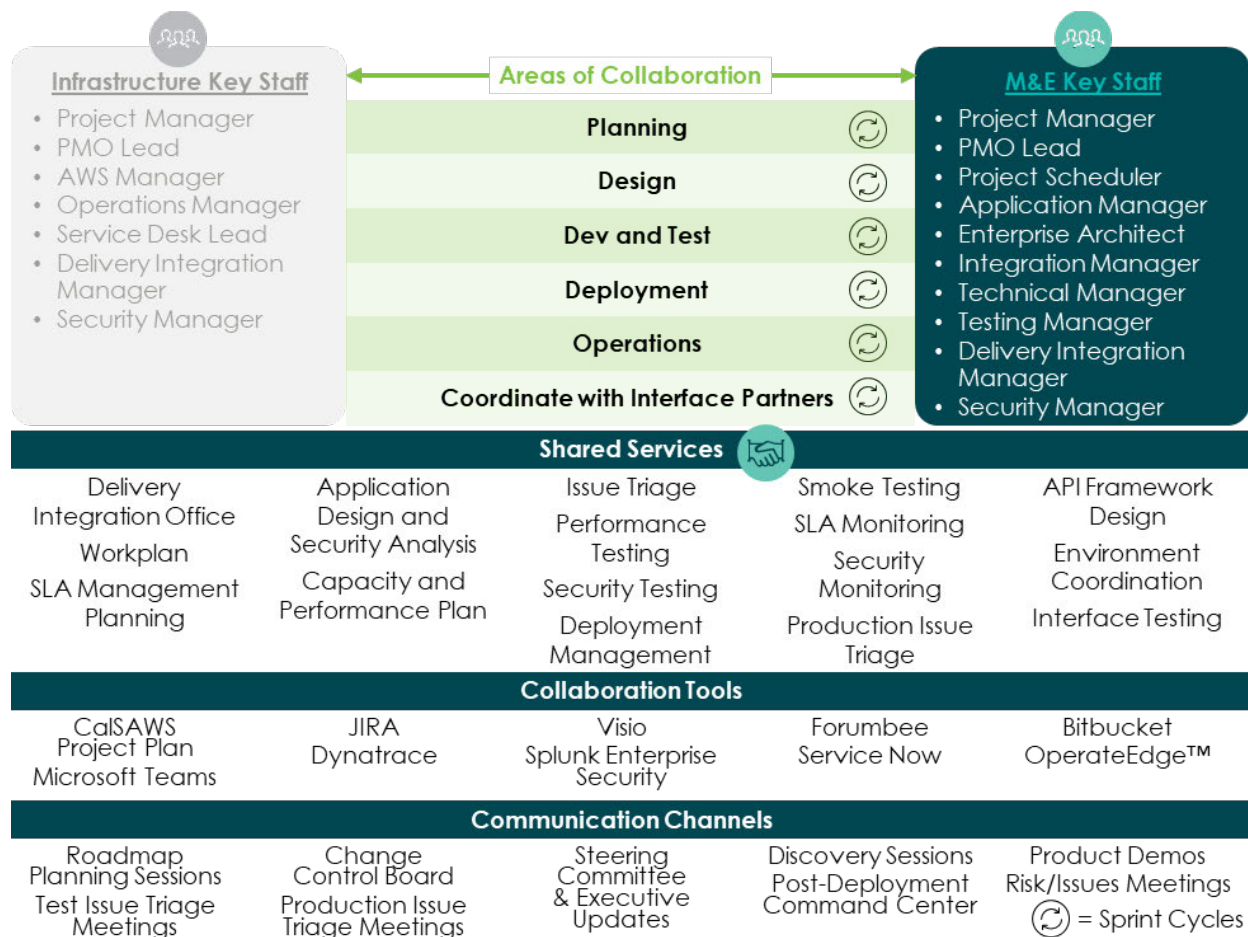 Infrastructure Key Staff
• Project Manager
• PMO Lead
• AWS Manager
• Operations Manager
• Service Desk Lead
• Delivery Integration
Manager
• Security Manager
Areas of Collaboration
Planning
Design
Dev and Test
Deployment
Operations
Coordinate with Interface Partners
M&E Key Staff
• Project Manager
• PMO Lead
• Project Scheduler
• Application Manager
• Enterprise Architect
• Integration Manager
• Technical Manager
• Testing Manager
• Delivery Integration
Manager
• Security Manager
Shared Services
Delivery
Integration Office
Workplan
SLA Management
Planning
Application
Design and
Security Analysis
Capacity and
Performance Plan
Issue Triage
Performance
Testing
Security Testing
Deployment
Management
Smoke Testing
SLA Monitoring
Security
Monitoring
Production Issue
Triage
API Framework
Design
Environment
Coordination
Interface Testing
Collaboration Tools
CalSAWS
Project Plan
Microsoft Teams
JIRA
Dynatrace
Visio
Splunk Enterprise
Security
Forumbee
Service Now
Bitbucket
OperateEdge™
Communication Channels
Roadmap
Planning Sessions
Test Issue Triage
Meetings
Change
Control Board
Production Issue
Triage Meetings
Steering
Committee
& Executive
Updates
Discovery Sessions
Post-Deployment
Command Center
Product Demos
Risk/Issues Meetings
= Sprint Cycles